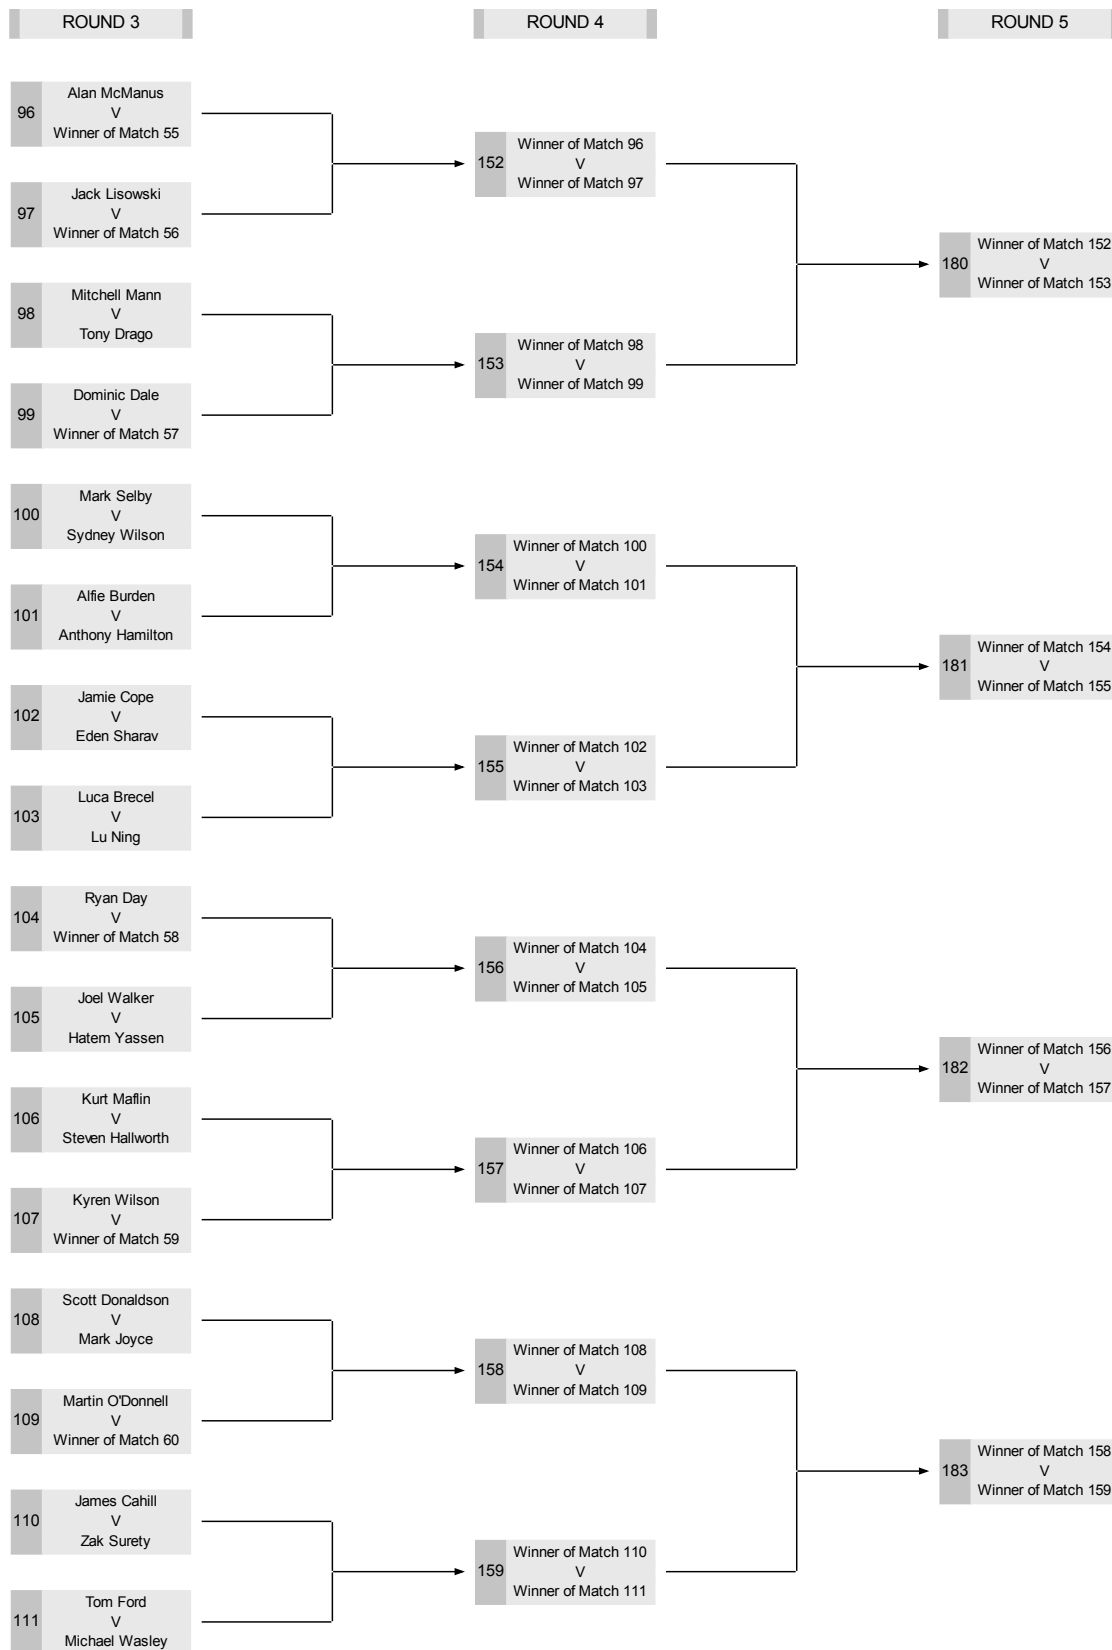 ROUND 3
ROUND 4
ROUND 5
96
Alan McManus
V
Winner of Match 55
97
Jack Lisowski
V
Winner of Match 56
98
Mitchell Mann
V
Tony Drago
99
Dominic Dale
V
Winner of Match 57
100
Mark Selby
V
Sydney Wilson
101
Alfie Burden
V
Anthony Hamilton
102
Jamie Cope
V
Eden Sharav
103
Luca Brecel
V
Lu Ning
104
Ryan Day
V
Winner of Match 58
105
Joel Walker
V
Hatem Yassen
106
Kurt Maflin
V
Steven Hallworth
107
Kyren Wilson
V
Winner of Match 59
108
Scott Donaldson
V
Mark Joyce
109
Martin O'Donnell
V
Winner of Match 60
110
James Cahill
V
Zak Surety
111
Tom Ford
V
Michael Wasley
152
Winner of Match 96
V
Winner of Match 97
153
Winner of Match 98
V
Winner of Match 99
154
Winner of Match 100
V
Winner of Match 101
155
Winner of Match 102
V
Winner of Match 103
156
Winner of Match 104
V
Winner of Match 105
157
Winner of Match 106
V
Winner of Match 107
158
Winner of Match 108
V
Winner of Match 109
159
Winner of Match 110
V
Winner of Match 111
180
Winner of Match 152
V
Winner of Match 153
181
Winner of Match 154
V
Winner of Match 155
182
Winner of Match 156
V
Winner of Match 157
183
Winner of Match 158
V
Winner of Match 159